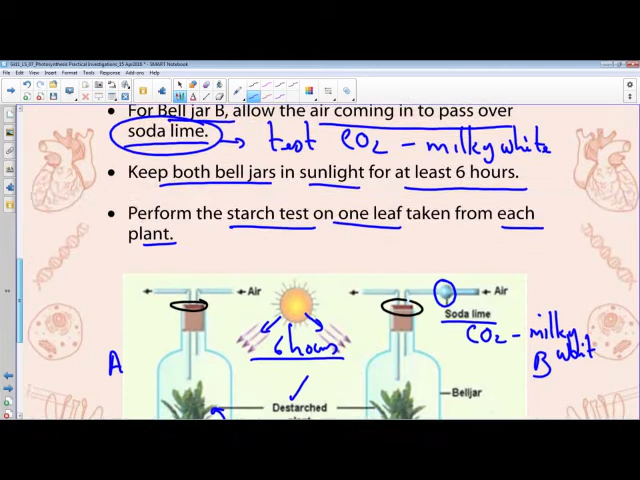 Gr11_LS_07_Photosynthesis Practical Investigations_15 Apr2016 * - SMART Notebook
File Edit View Insert Format Tools Response Add-ons Help
• For Bell jar B, allow the air coming in to pass over
soda lime. → test CO2 - milky white
• Keep both bell jars in sunlight for at least 6 hours.
• Perform the starch test on one leaf taken from each
plant.
Air
Air
Soda lime
CO2 - milky
whit
6 hours
A
B
Belljar
Destarched